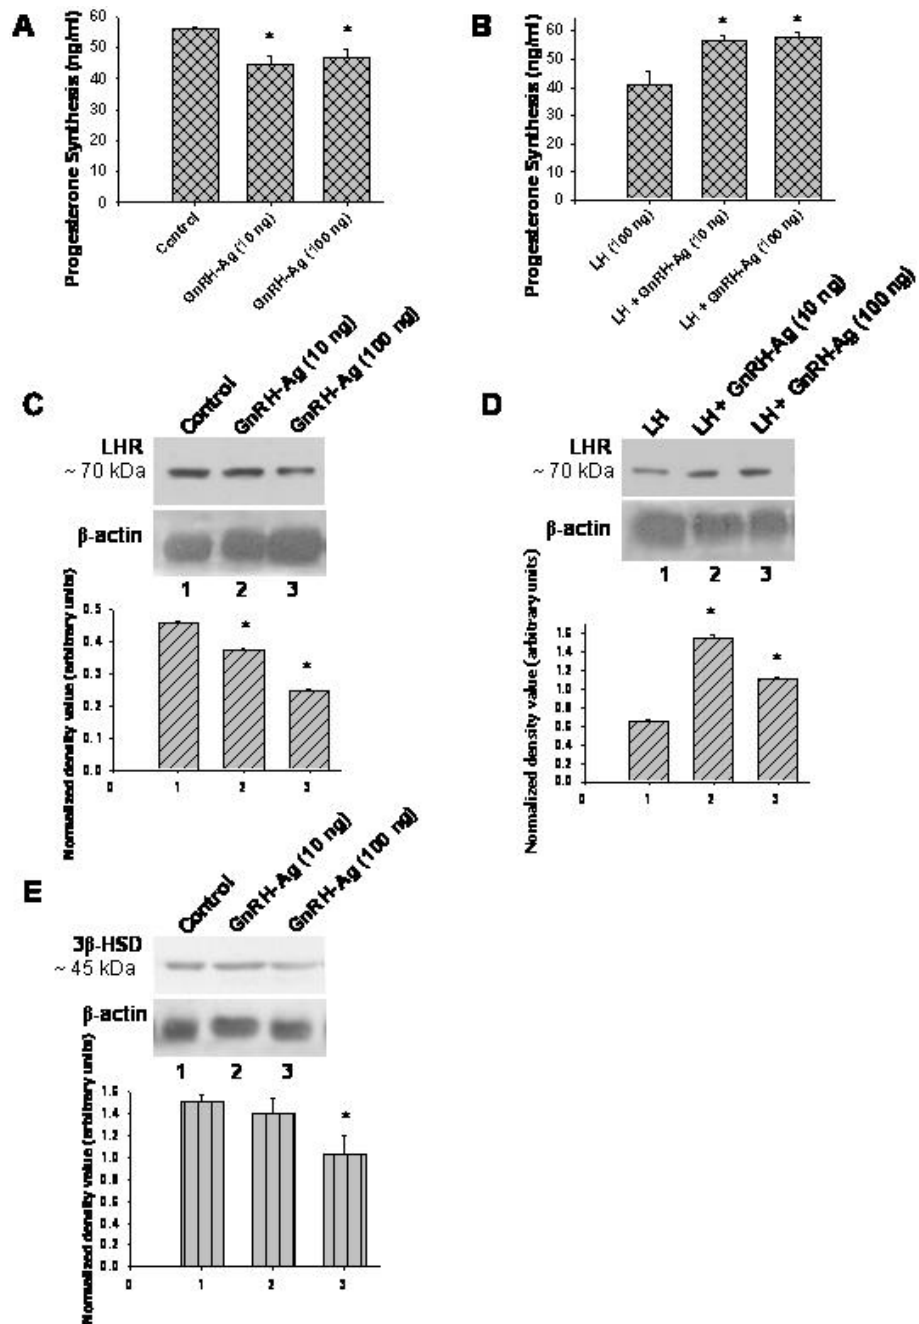 A
Progesterone Synthesis (ng/ml)
60
50
40
30
20
10
0
*
*
Control
GnRH-Ag (10 ng)
GnRH-Ag (100 ng)
B
Progesterone Synthesis (ng/ml)
60
50
40
30
20
10
0
*
*
LH (100 ng)
LH + GnRH-Ag (10 ng)
LH + GnRH-Ag (100 ng)
C
Control
GnRH-Ag (10 ng)
GnRH-Ag (100 ng)
LHR
~ 70 kDa
β-actin
1 2 3
Normalized density value (arbitrary units)
0.5
0.4
0.3
0.2
0.1
0.0
*
*
0 1 2 3
D
LH
LH + GnRH-Ag (10 ng)
LH + GnRH-Ag (100 ng)
LHR
~ 70 kDa
β-actin
1 2 3
Normalized density value (arbitrary units)
1.6
1.4
1.2
1.0
0.8
0.6
0.4
0.2
0.0
*
*
0 1 2 3
E
Control
GnRH-Ag (10 ng)
GnRH-Ag (100 ng)
3β-HSD
~ 45 kDa
β-actin
1 2 3
Normalized density value (arbitrary units)
1.6
1.4
1.2
1.0
0.8
0.6
0.4
0.2
0.0
*
0 1 2 3